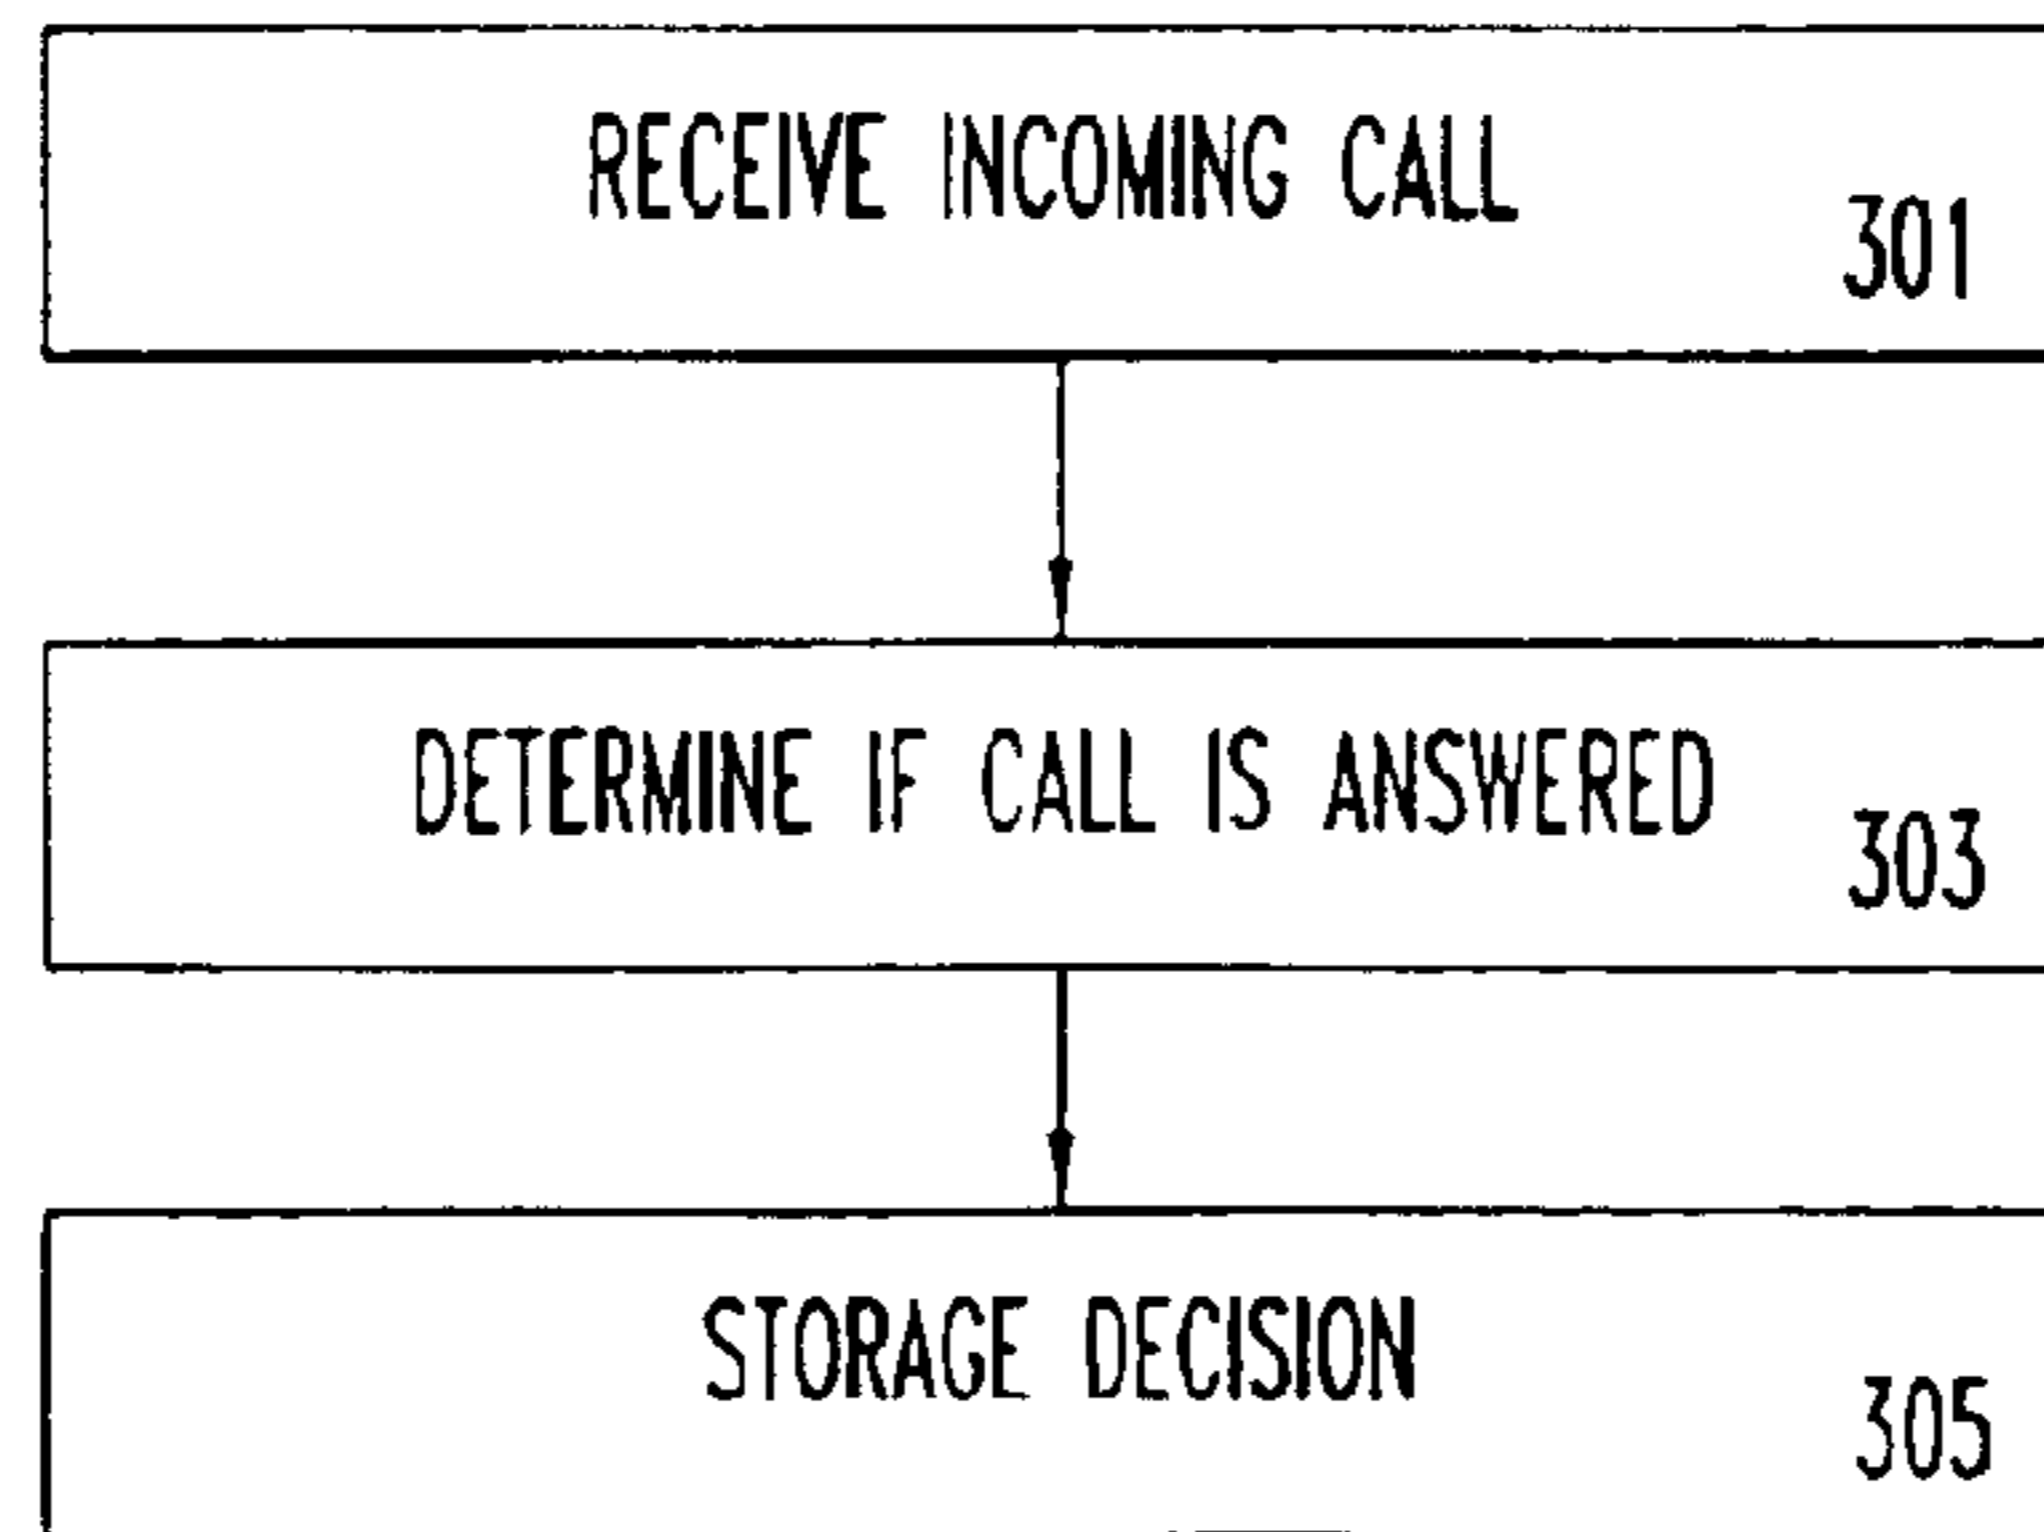 RECEIVE INCOMING CALL
301
DETERMINE IF CALL IS ANSWERED
303
STORAGE DECISION
305